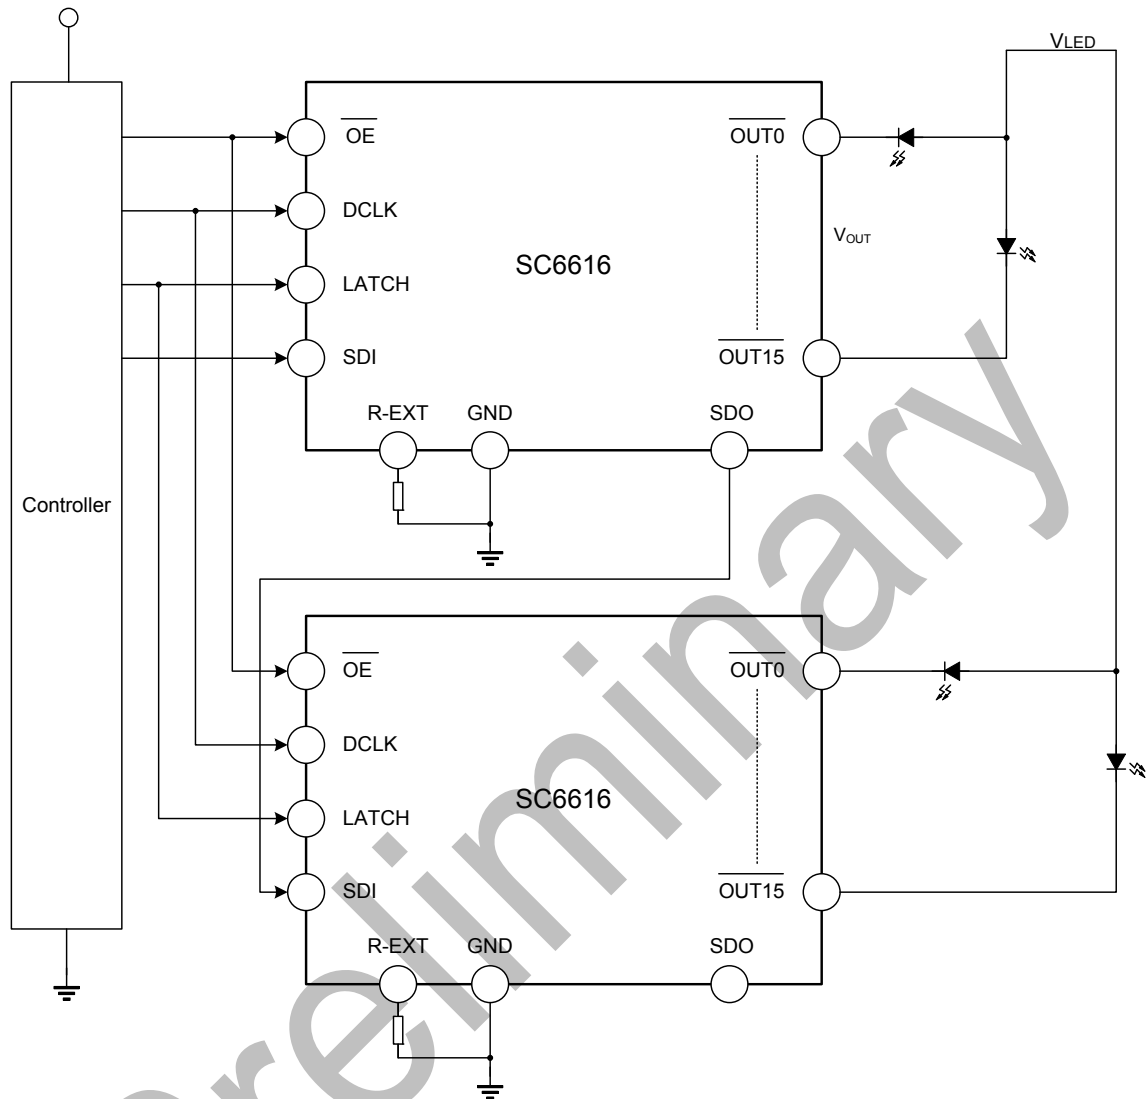 VLED
OE
OUT0
DCLK
VOUT
SC6616
LATCH
SDI
OUT15
R-EXT
GND
SDO
Controller
OE
OUT0
DCLK
SC6616
LATCH
SDI
OUT15
R-EXT
GND
SDO
reliminary